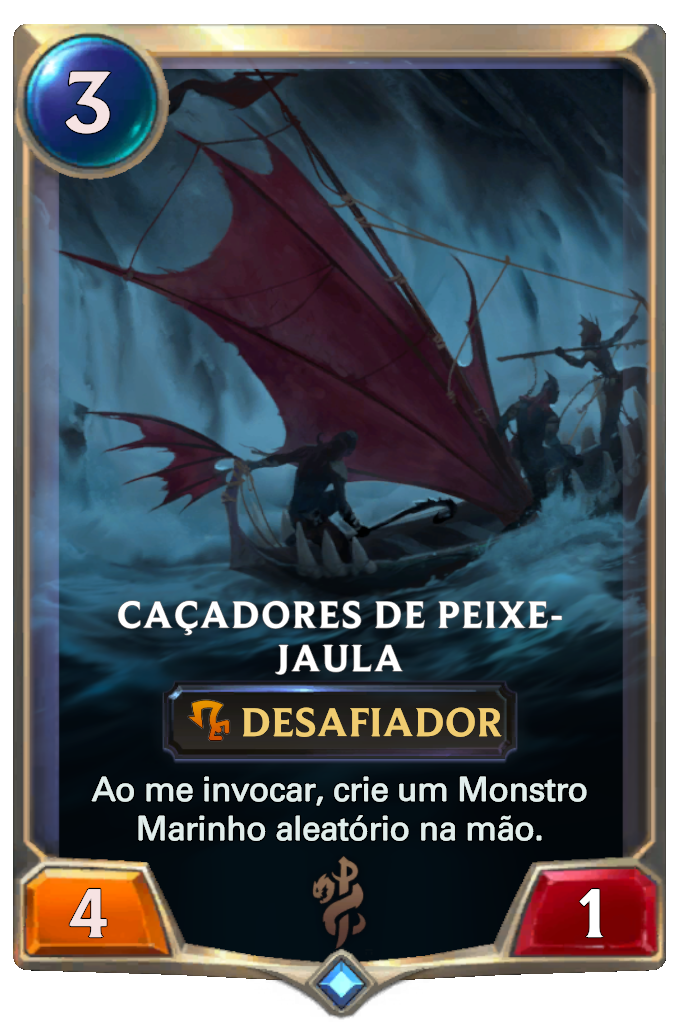 3
CAÇADORES DE PEIXE-
JAULA
DESAFIADOR
Ao me invocar, crie um Monstro
Marinho aleatório na mão.
4
1